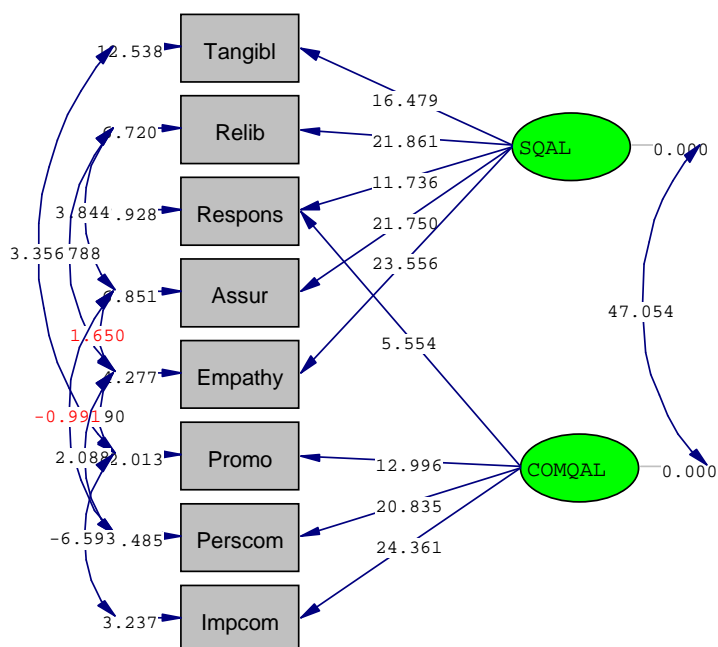 12.538 Tangibl
16.479
.720 Relib
21.861
SQAL 0.000
11.736
3.844 .928 Respons
21.750
3.356 788
23.556
.851 Assur
47.054
1.650
5.554
.277 Empathy
-0.991 90
2.088 2.013 Promo
12.996
COMQAL 0.000
20.835
-6.593 .485 Perscom
24.361
3.237 Impcom